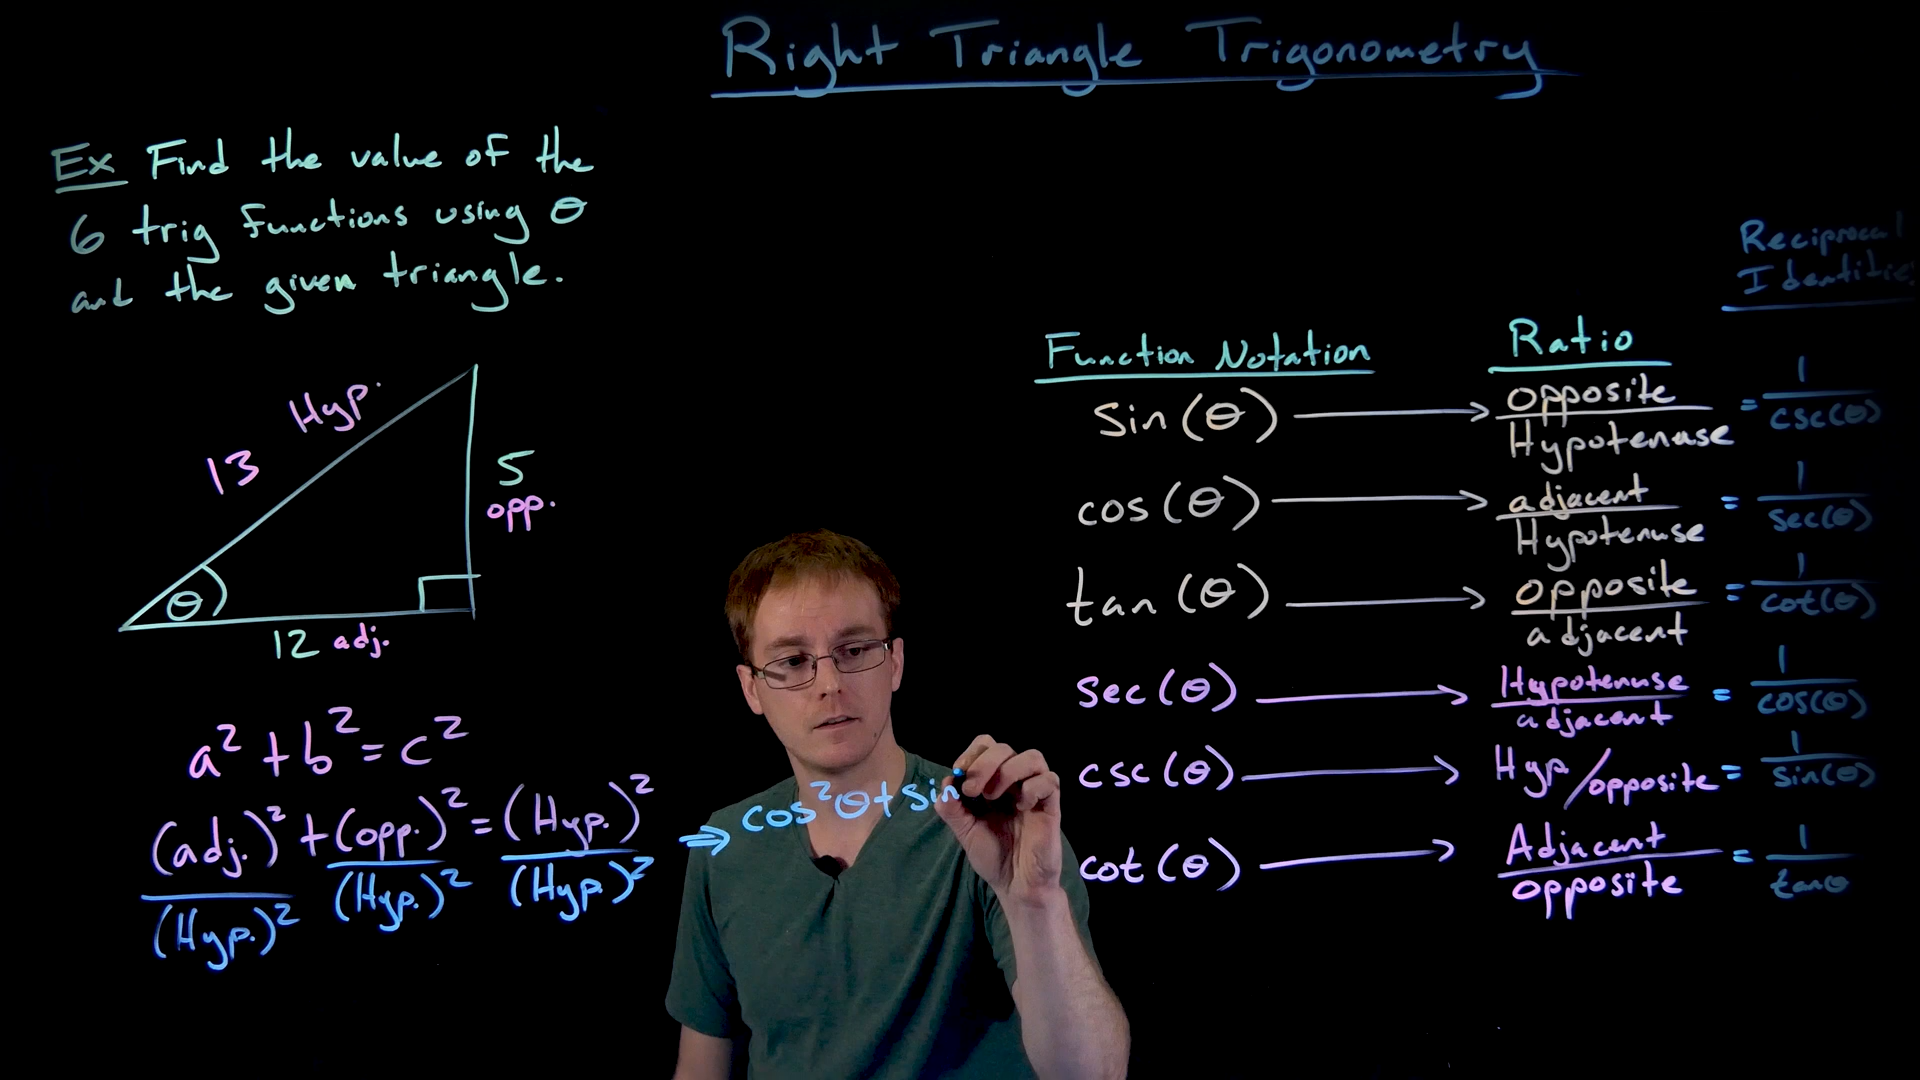 Right Triangle Trigonometry
Ex Find the value of the
6 trig functions using θ
and the given triangle.
Hyp.
13
5
opp.
θ
12 adj.
a² + b² = c²
(adj.)² + (opp.)² = (Hyp.)²
(Hyp.)² (Hyp.)² (Hyp.)²
⇒ cos²θ + sin
Function Notation Ratio Reciprocal Identities
sin(θ) → opposite / Hypotenuse = 1 / csc(θ)
cos(θ) → adjacent / Hypotenuse = 1 / sec(θ)
tan(θ) → opposite / adjacent = 1 / cot(θ)
sec(θ) → Hypotenuse / adjacent = 1 / cos(θ)
csc(θ) → Hyp / opposite = 1 / sin(θ)
cot(θ) → Adjacent / opposite = 1 / tanθ